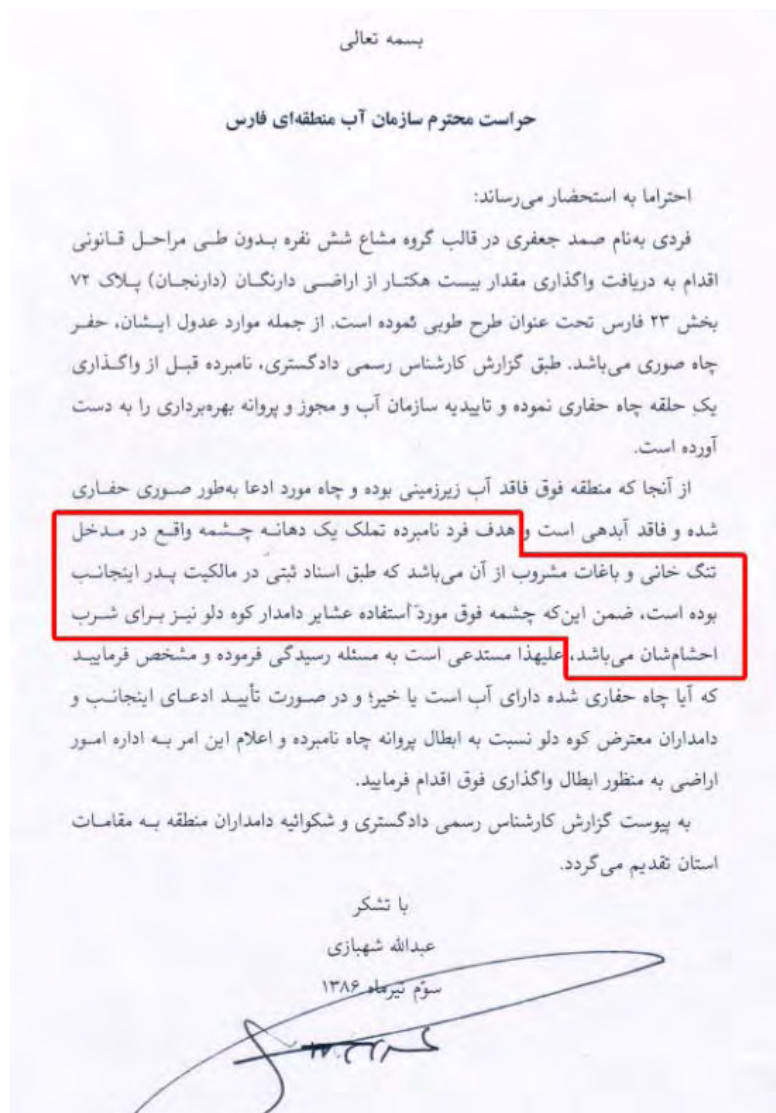 بسمه تعالی
حراست محترم سازمان آب منطقه‌ای فارس
احتراما به استحضار می‌رساند:
فردی به‌نام صمد جعفری در قالب گروه مشاع شش نفره بدون طی مراحل قانونی
اقدام به دریافت واگذاری مقدار بیست هکتار از اراضی دارنگان (دارنجان) پلاک ۷۲
بخش ۲۳ فارس تحت عنوان طرح طوبی نموده است. از جمله موارد عدول ایشان، حفر
چاه صوری می‌باشد. طبق گزارش کارشناس رسمی دادگستری، نامبرده قبل از واگذاری
یک حلقه چاه حفاری نموده و تاییدیه سازمان آب و مجوز و پروانه بهره‌برداری را به دست
آورده است.
از آنجا که منطقه فوق فاقد آب زیرزمینی بوده و چاه مورد ادعا به‌طور صوری حفاری
شده و فاقد آبدهی است و هدف فرد نامبرده تملک یک دهانه چشمه واقع در مدخل
تنگ خانی و باغات مشروب از آن می‌باشد که طبق اسناد ثبتی در مالکیت پدر اینجانب
بوده است، ضمن این‌که چشمه فوق مورد استفاده عشایر دامدار کوه دلو نیز برای شرب
احشام‌شان می‌باشد، علیهذا مستدعی است به مسئله رسیدگی فرموده و مشخص فرمایید
که آیا چاه حفاری شده دارای آب است یا خیر؛ و در صورت تأیید ادعای اینجانب و
دامداران معترض کوه دلو نسبت به ابطال پروانه چاه نامبرده و اعلام این امر به اداره امور
اراضی به منظور ابطال واگذاری فوق اقدام فرمایید.
به پیوست گزارش کارشناس رسمی دادگستری و شکوائیه دامداران منطقه به مقامات
استان تقدیم می‌گردد.
با تشکر
عبدالله شهبازی
سوّم تیرماه ۱۳۸۶